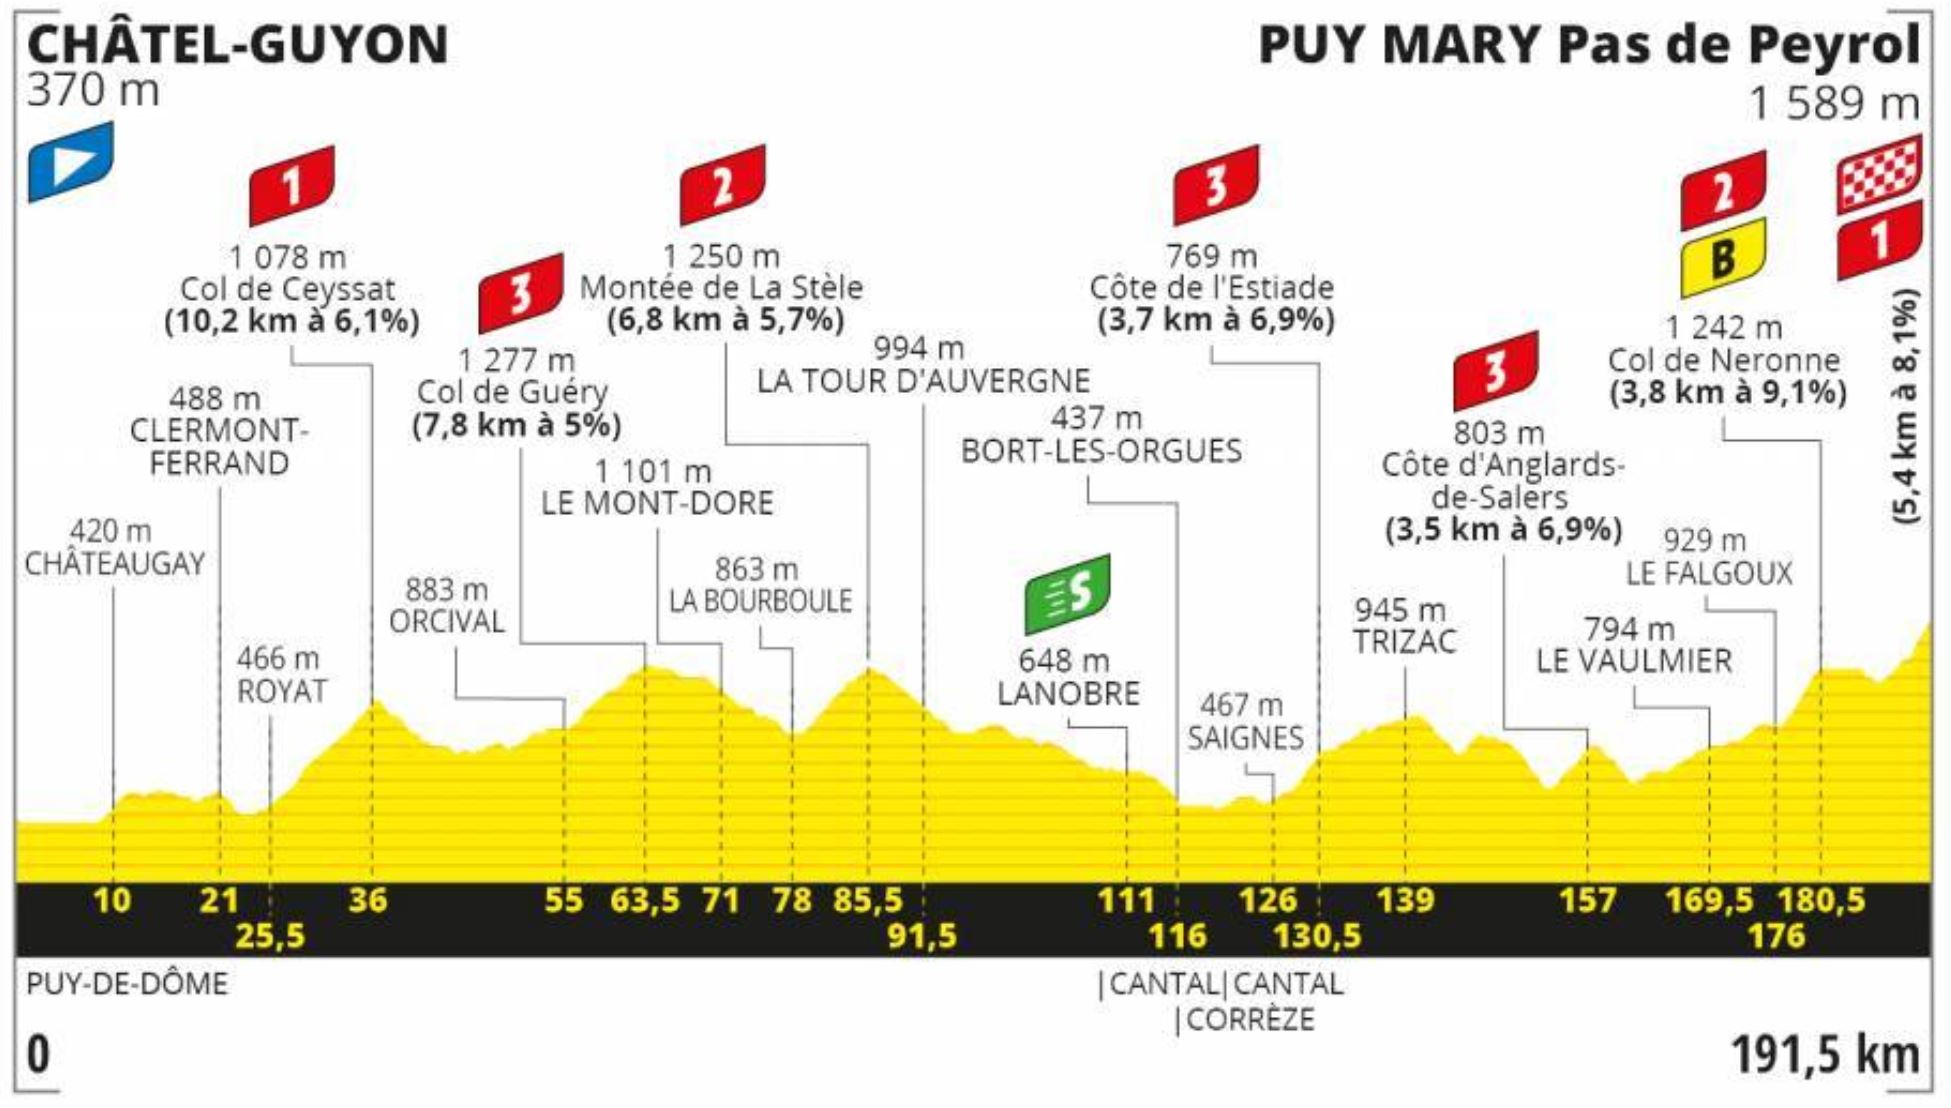 CHÂTEL-GUYON
370 m
PUY MARY Pas de Peyrol
1 589 m
1
1 078 m
Col de Ceyssat
(10,2 km à 6,1%)
3
1 277 m
Col de Guéry
(7,8 km à 5%)
2
1 250 m
Montée de La Stèle
(6,8 km à 5,7%)
3
769 m
Côte de l'Estiade
(3,7 km à 6,9%)
2
B
1 242 m
Col de Neronne
(3,8 km à 9,1%)
1
(5,4 km à 8,1%)
994 m
LA TOUR D'AUVERGNE
488 m
CLERMONT-
FERRAND
437 m
BORT-LES-ORGUES
3
803 m
Côte d'Anglards-
de-Salers
(3,5 km à 6,9%)
1 101 m
LE MONT-DORE
420 m
CHÂTEAUGAY
863 m
LA BOURBOULE
883 m
ORCIVAL
S
648 m
LANOBRE
929 m
LE FALGOUX
945 m
TRIZAC
794 m
LE VAULMIER
466 m
ROYAT
467 m
SAIGNES
10 21 36 55 63,5 71 78 85,5 111 126 139 157 169,5 180,5
25,5 91,5 116 130,5 176
PUY-DE-DÔME |CANTAL|CANTAL
|CORRÈZE
0 191,5 km